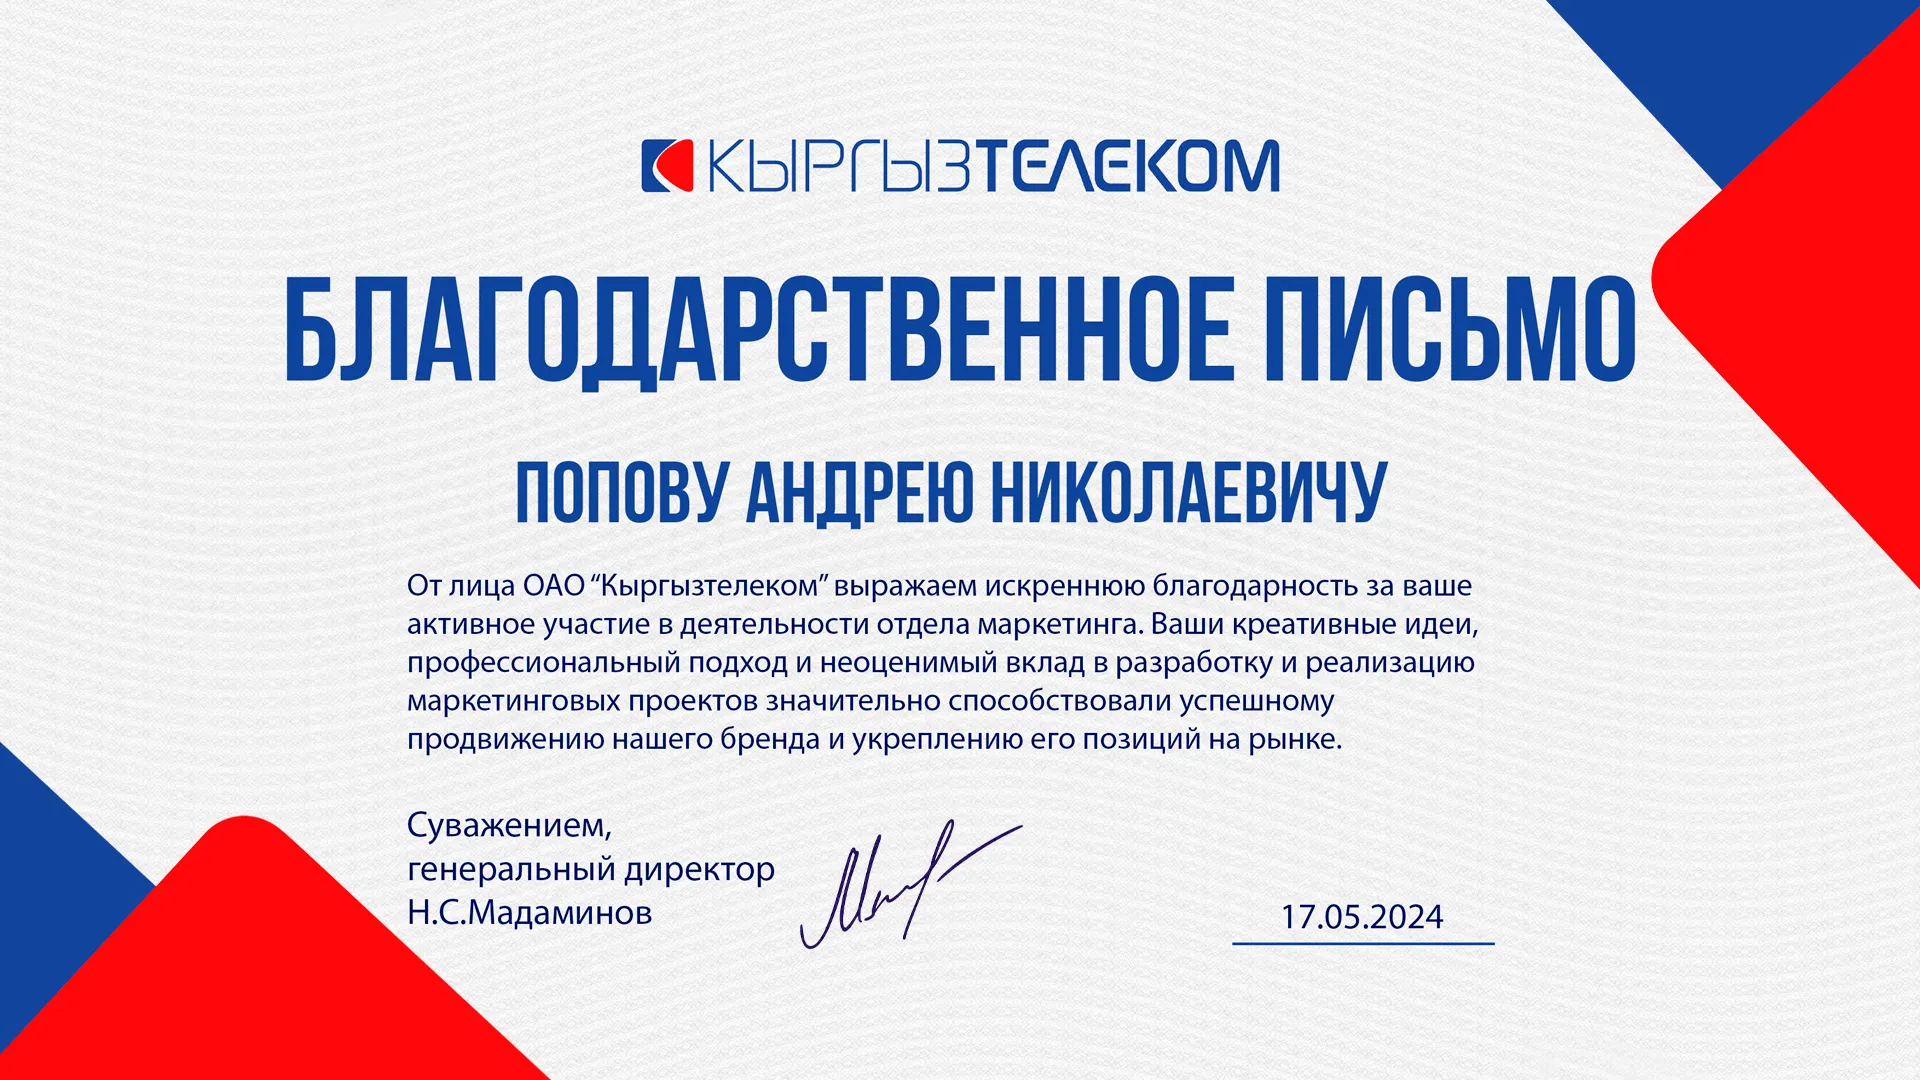 КЫРГЫЗТЕЛЕКОМ
БЛАГОДАРСТВЕННОЕ ПИСЬМО
ПОПОВУ АНДРЕЮ НИКОЛАЕВИЧУ
От лица ОАО “Кыргызтелеком” выражаем искреннюю благодарность за ваше
активное участие в деятельности отдела маркетинга. Ваши креативные идеи,
профессиональный подход и неоценимый вклад в разработку и реализацию
маркетинговых проектов значительно способствовали успешному
продвижению нашего бренда и укреплению его позиций на рынке.
Суважением,
генеральный директор
Н.С.Мадаминов
17.05.2024